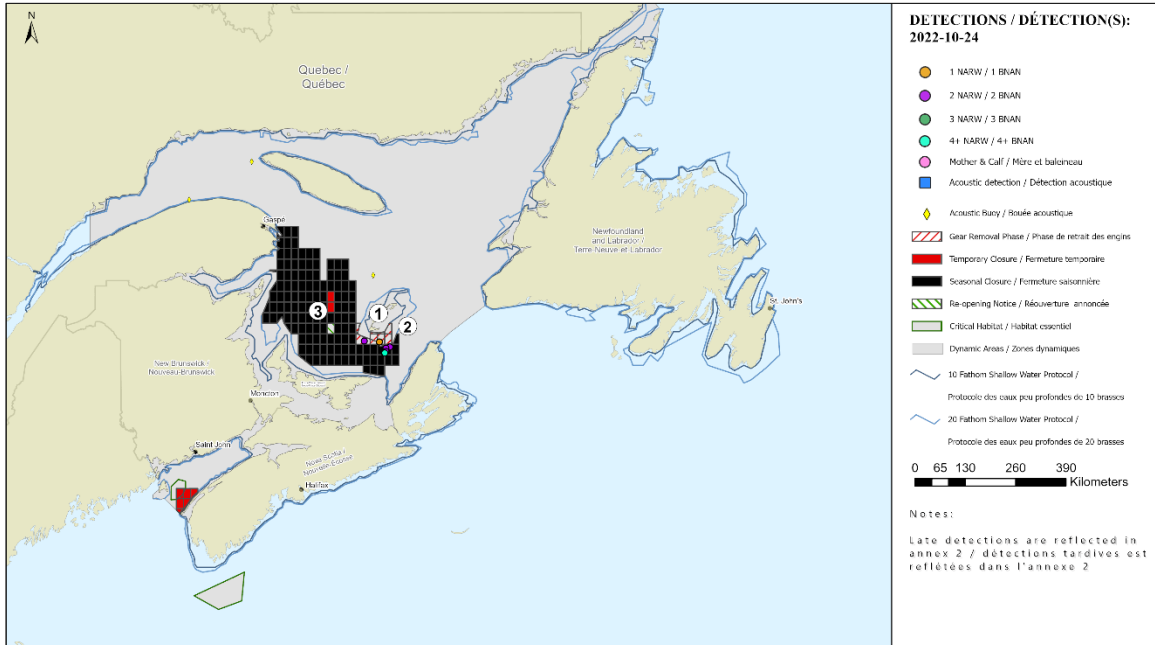 N
Quebec /
Québec
Gaspé
Newfoundland
and Labrador /
Terre-Neuve-et-Labrador
St. John's
1
2
3
New Brunswick /
Nouveau-Brunswick
Moncton
Saint John
Nova Scotia /
Nouvelle-Écosse
Halifax
DETECTIONS / DÉTECTION(S):
2022-10-24
1 NARW / 1 BNAN
2 NARW / 2 BNAN
3 NARW / 3 BNAN
4+ NARW / 4+ BNAN
Mother & Calf / Mère et baleineau
Acoustic detection / Détection acoustique
Acoustic Buoy / Bouée acoustique
Gear Removal Phase / Phase de retrait des engins
Temporary Closure / Fermeture temporaire
Seasonal Closure / Fermeture saisonnière
Re-opening Notice / Réouverture annoncée
Critical Habitat / Habitat essentiel
Dynamic Areas / Zones dynamiques
10 Fathom Shallow Water Protocol /
Protocole des eaux peu profondes de 10 brasses
20 Fathom Shallow Water Protocol /
Protocole des eaux peu profondes de 20 brasses
0 65 130 260 390
Kilometers
Notes:
Late detections are reflected in
annex 2 / détections tardives est
reflétées dans l'annexe 2